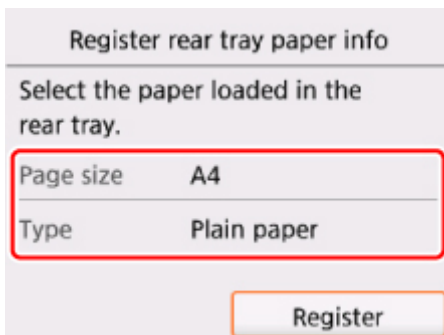 Register rear tray paper info
Select the paper loaded in the
rear tray.
Page size A4
Type Plain paper
Register